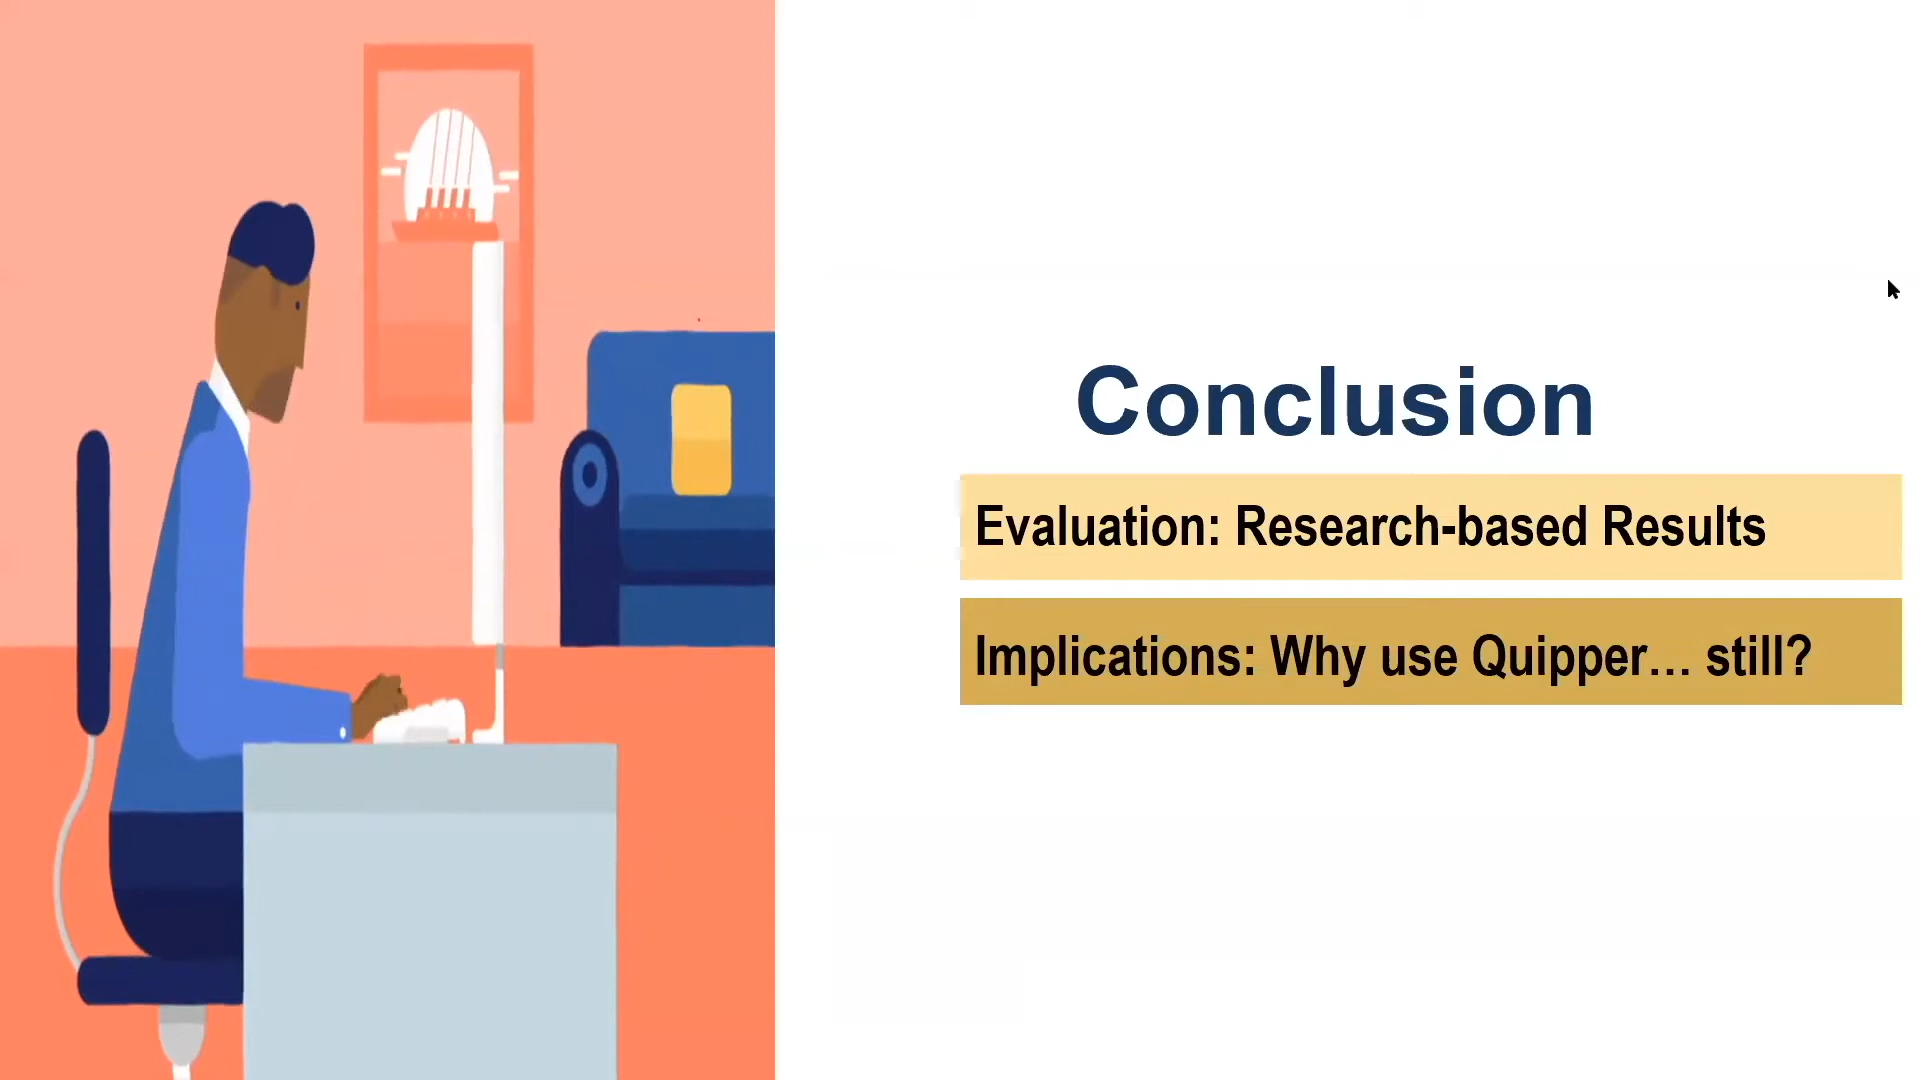 Conclusion
Evaluation: Research-based Results
Implications: Why use Quipper… still?